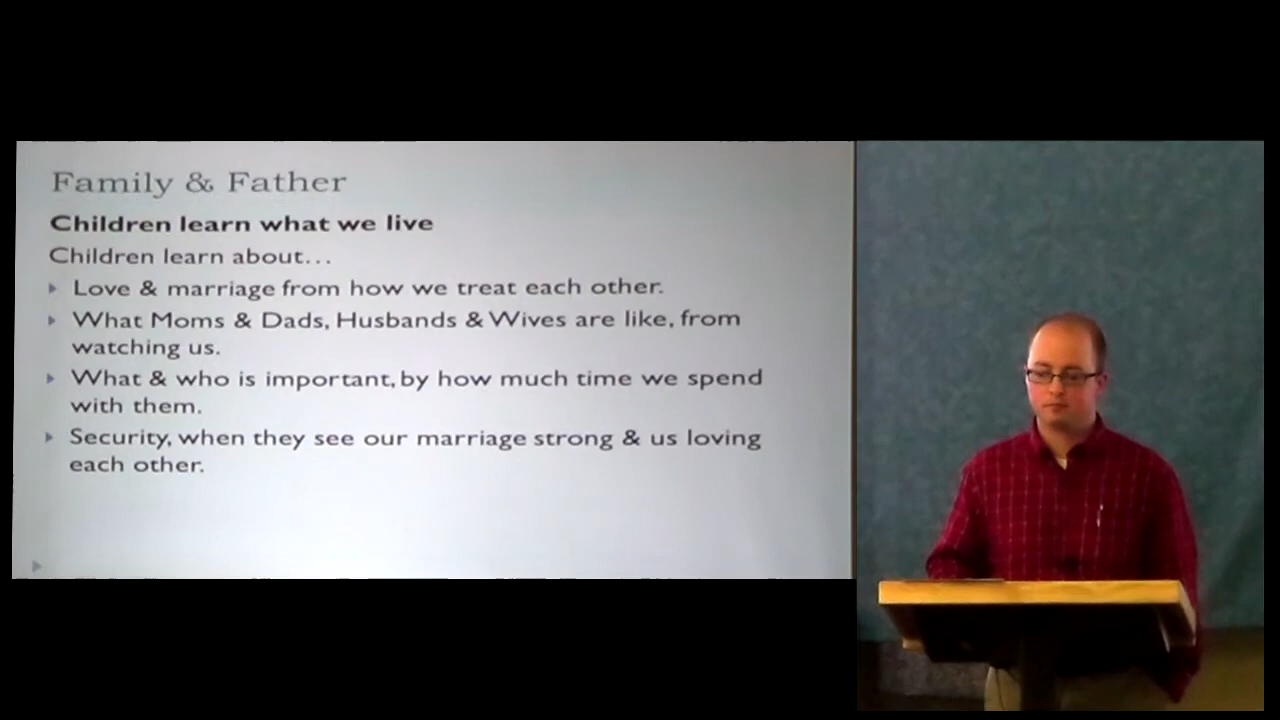 Family & Father
Children learn what we live
Children learn about...
Love & marriage from how we treat each other.
What Moms & Dads, Husbands & Wives are like, from
watching us.
What & who is important, by how much time we spend
with them.
Security, when they see our marriage strong & us loving
each other.